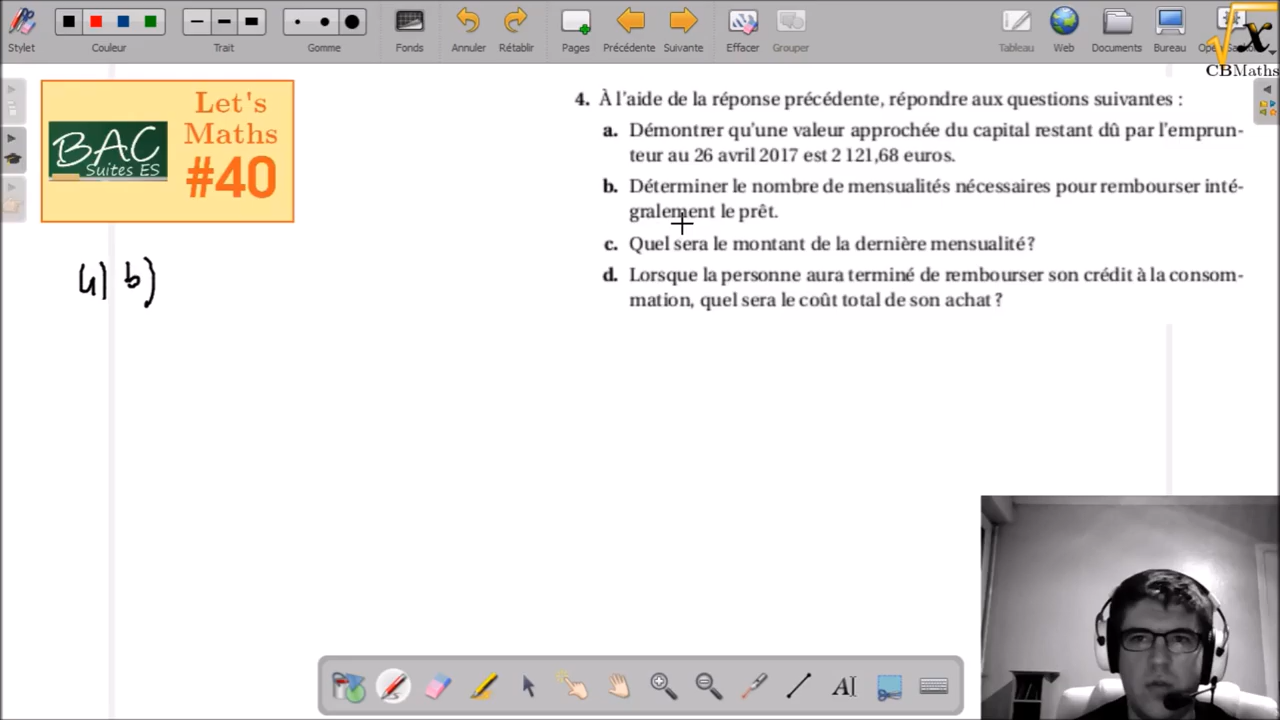 Stylet
Couleur
Trait
Gomme
Fonds
Annuler
Rétablir
Pages
Précédente
Suivante
Effacer
Grouper
Tableau
Web
Documents
Bureau
√x
CBMaths
Let's
Maths
#40
BAC
Suites ES
4. À l'aide de la réponse précédente, répondre aux questions suivantes :
a. Démontrer qu'une valeur approchée du capital restant dû par l'emprun-
teur au 26 avril 2017 est 2 121,68 euros.
b. Déterminer le nombre de mensualités nécessaires pour rembourser inté-
gralement le prêt.
c. Quel sera le montant de la dernière mensualité ?
d. Lorsque la personne aura terminé de rembourser son crédit à la consom-
mation, quel sera le coût total de son achat ?
4) b)
AI